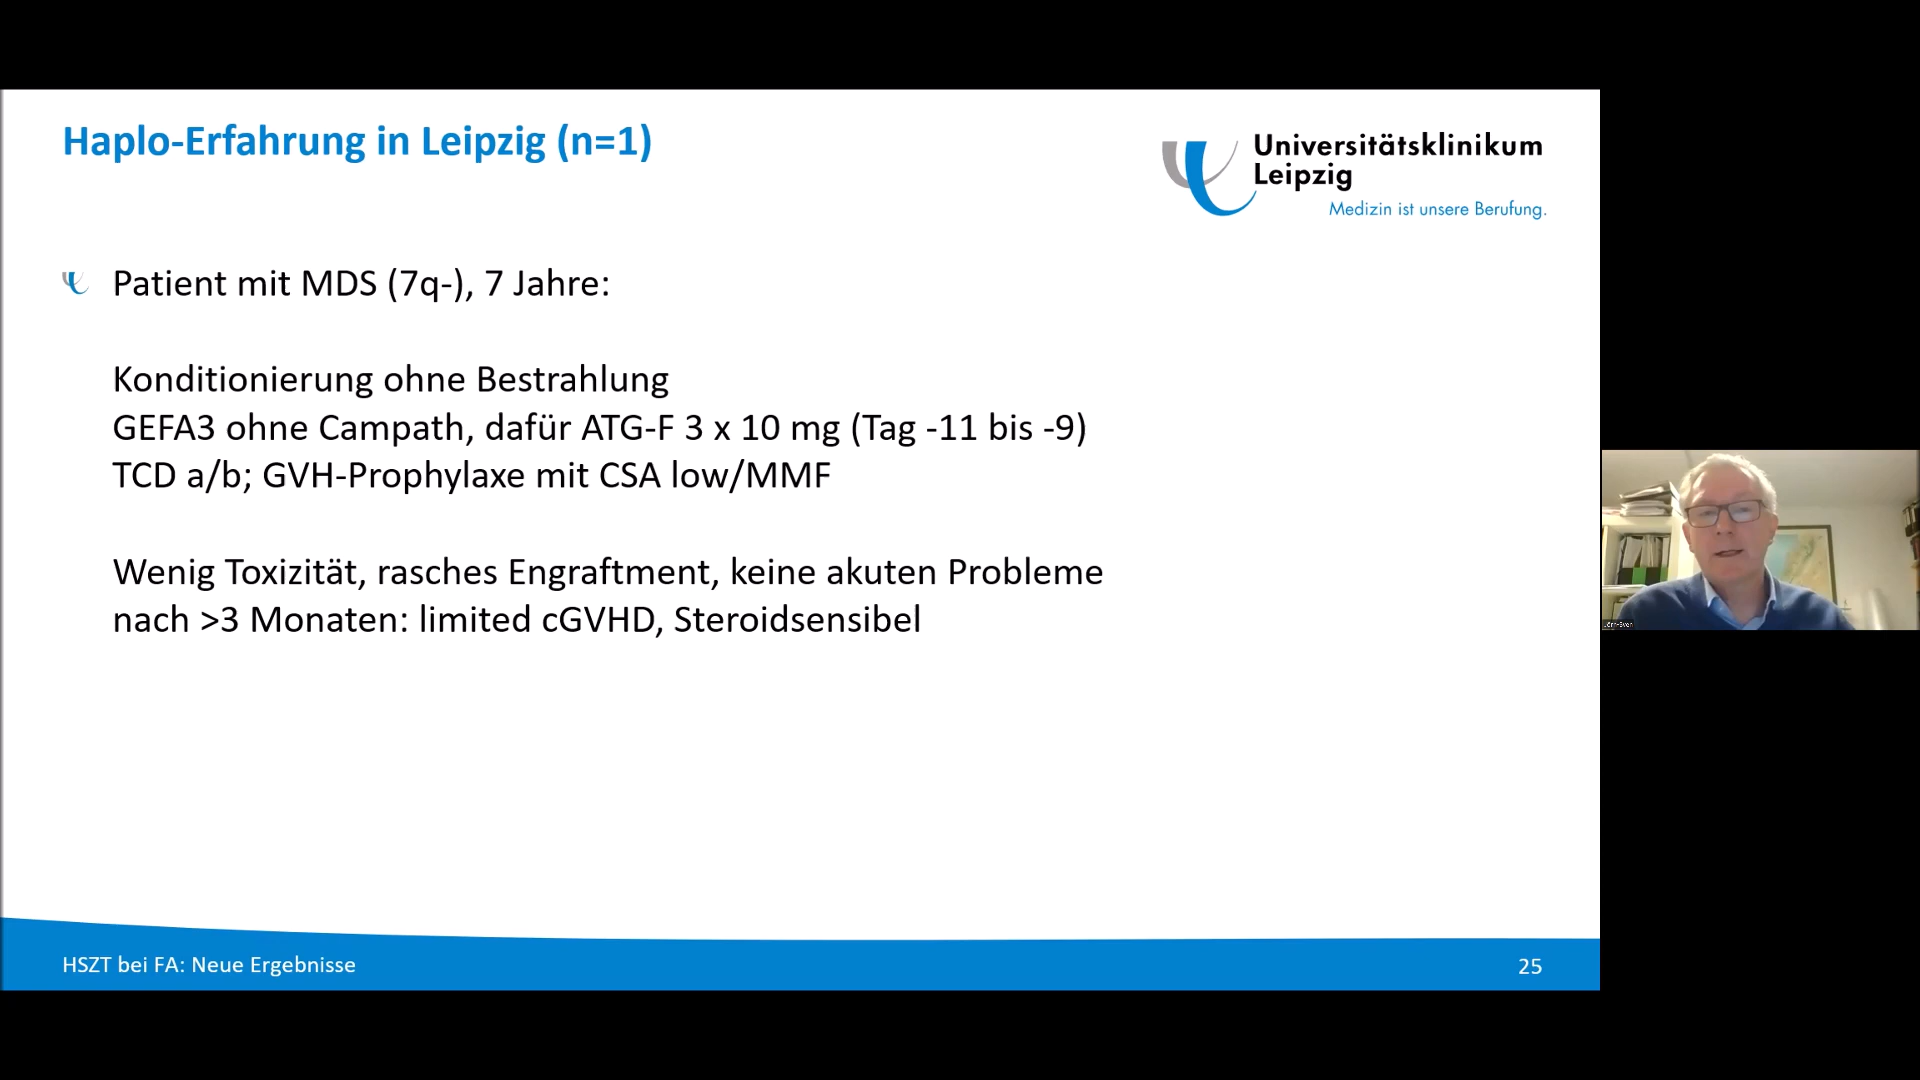 Haplo-Erfahrung in Leipzig (n=1)
Universitätsklinikum
Leipzig
Medizin ist unsere Berufung.
Patient mit MDS (7q-), 7 Jahre:
Konditionierung ohne Bestrahlung
GEFA3 ohne Campath, dafür ATG-F 3 x 10 mg (Tag -11 bis -9)
TCD a/b; GVH-Prophylaxe mit CSA low/MMF
Wenig Toxizität, rasches Engraftment, keine akuten Probleme
nach >3 Monaten: limited cGVHD, Steroidsensibel
Jörn-Sven
HSZT bei FA: Neue Ergebnisse
25